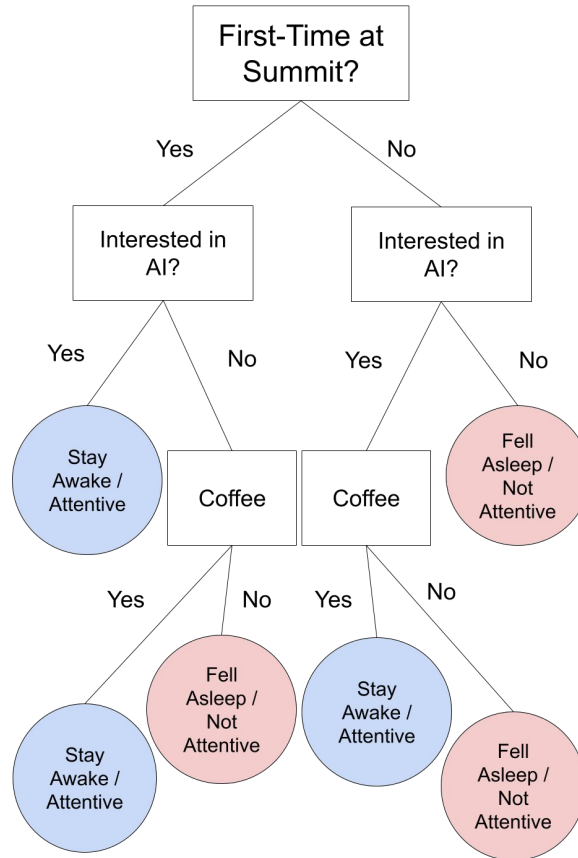 First-Time at
Summit?
Yes
No
Interested in
AI?
Interested in
AI?
Yes
No
Yes
No
Stay
Awake /
Attentive
Coffee
Coffee
Fell
Asleep /
Not
Attentive
Yes
No
Yes
No
Stay
Awake /
Attentive
Fell
Asleep /
Not
Attentive
Stay
Awake /
Attentive
Fell
Asleep /
Not
Attentive